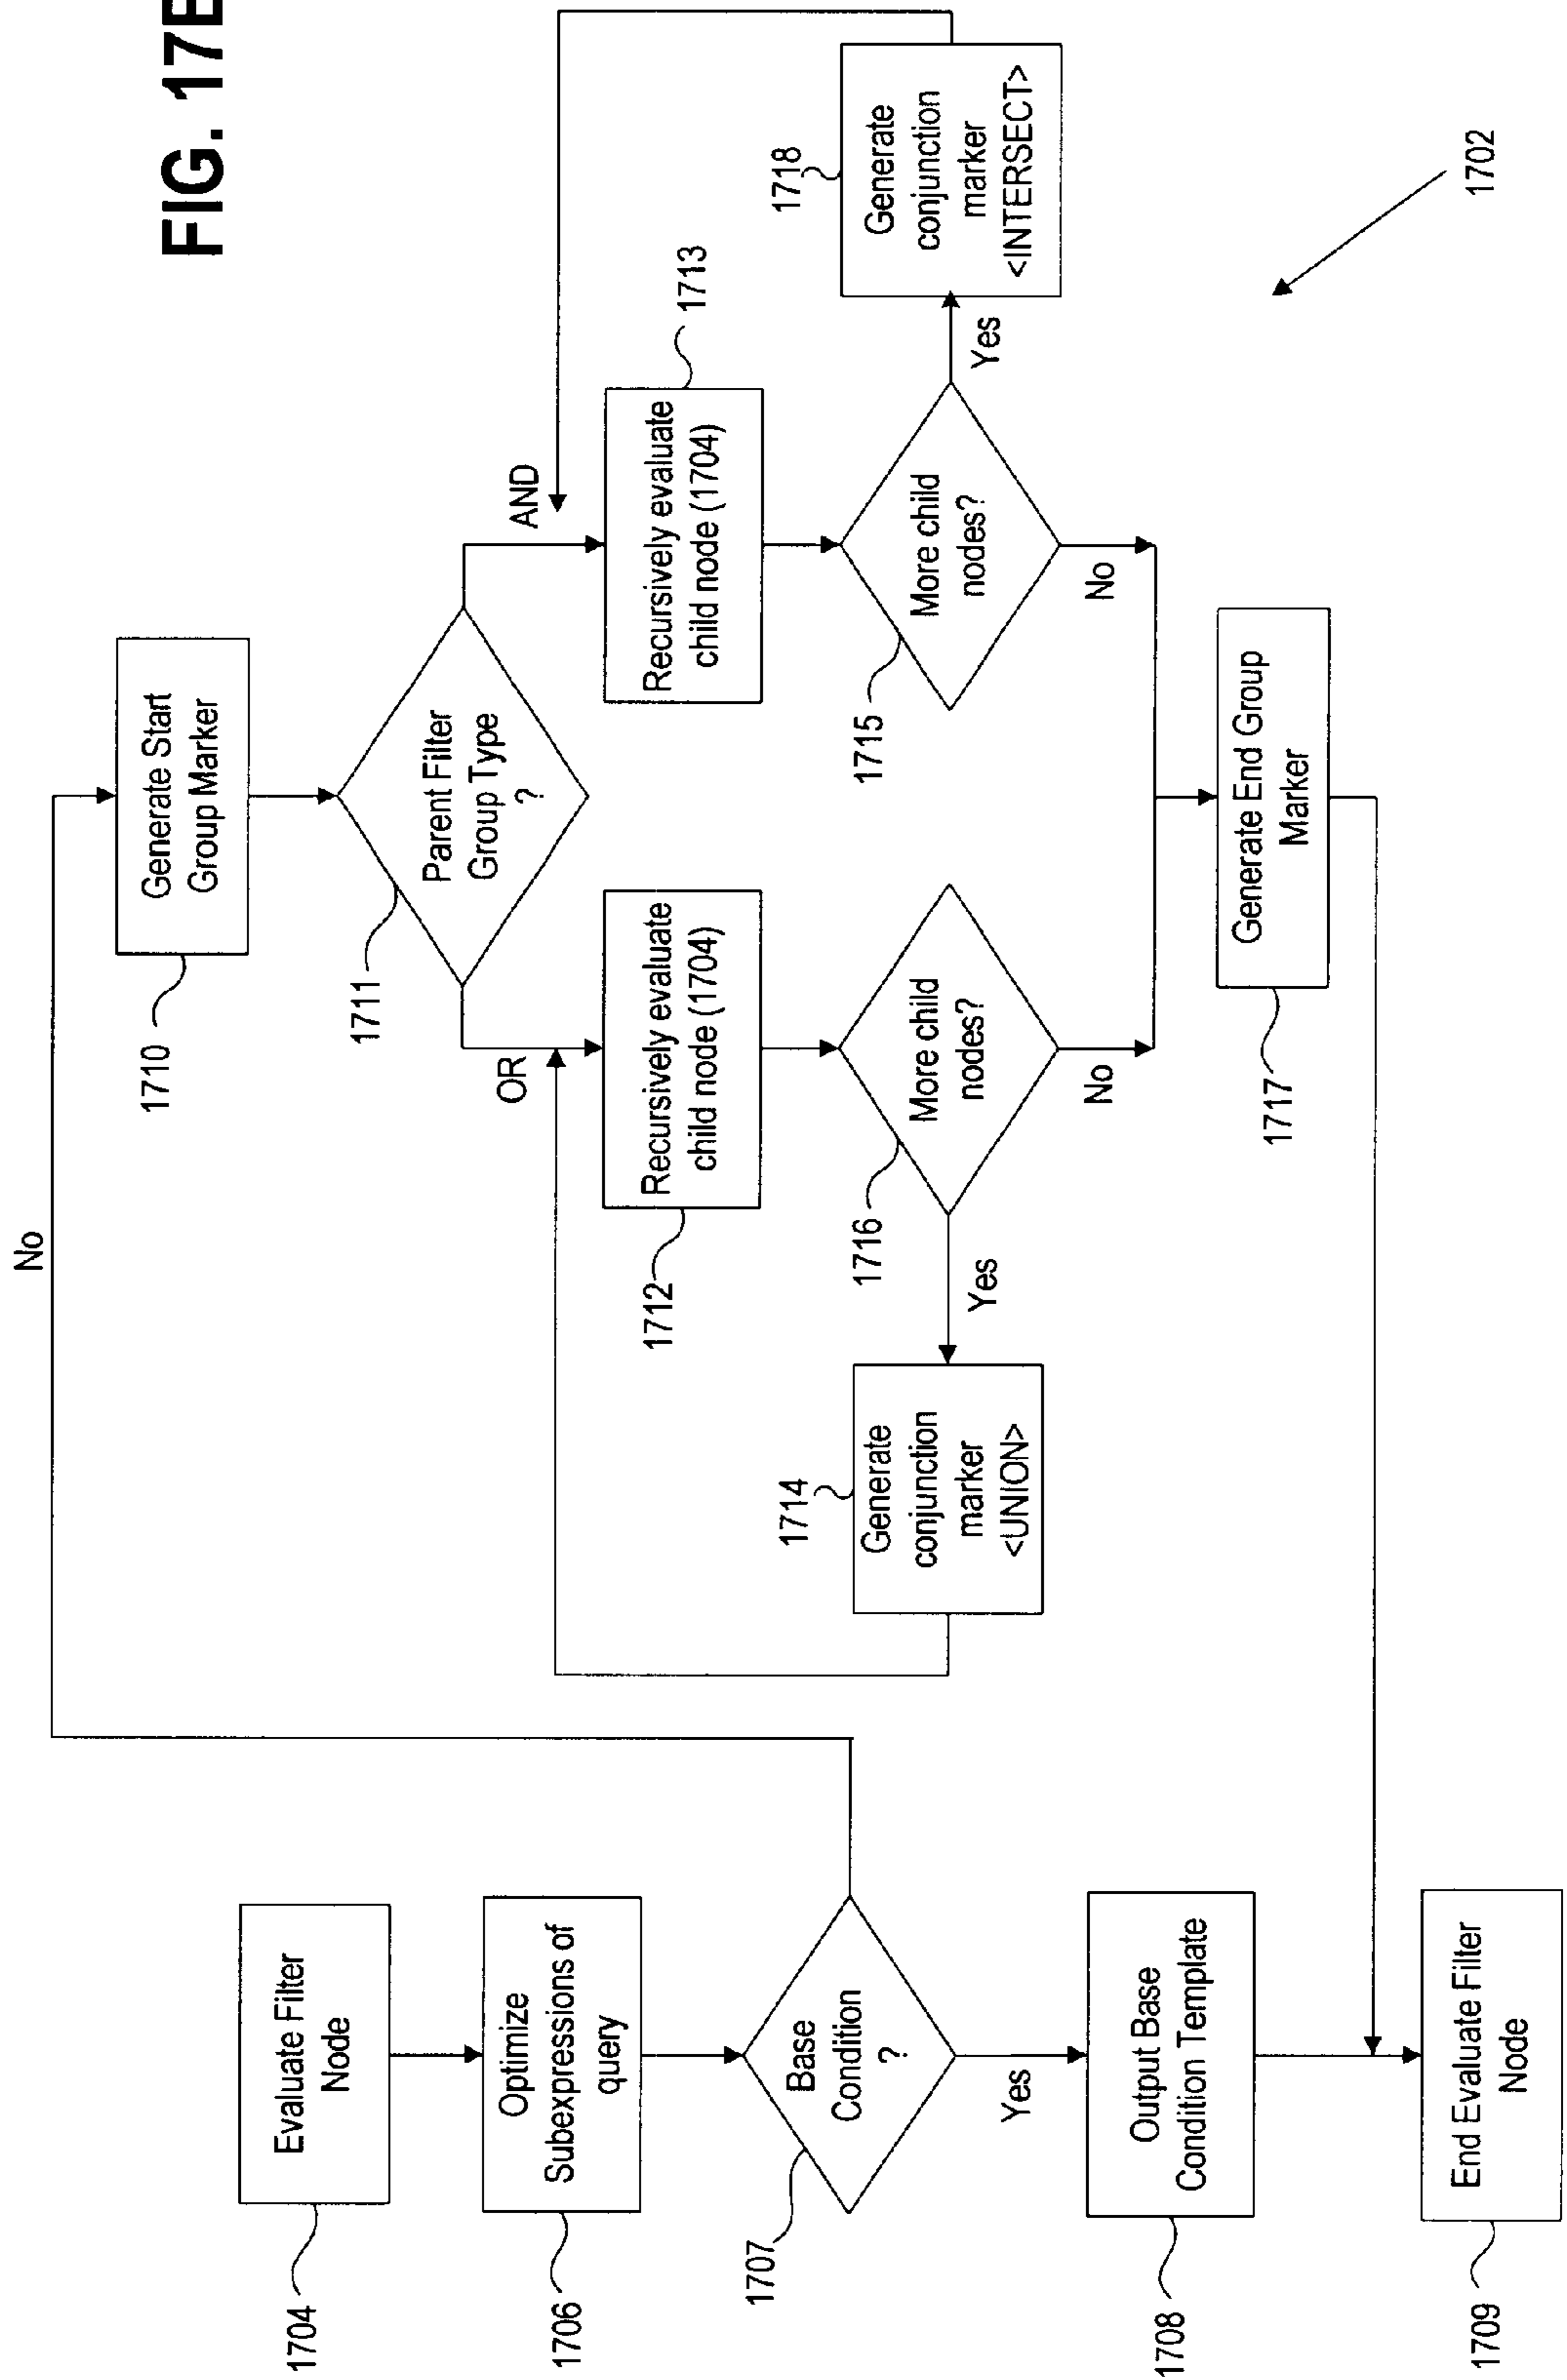 FIG. 17B
No
1704
Evaluate Filter
Node
1706
Optimize
Subexpressions of
query
1707
Base
Condition
?
Yes
1708
Output Base
Condition Template
1709
End Evaluate Filter
Node
1710
Generate Start
Group Marker
1711
Parent Filter
Group Type
?
OR
AND
1712
Recursively evaluate
child node (1704)
1713
Recursively evaluate
child node (1704)
1714
Generate
conjunction
marker
<UNION>
Yes
1716
More child
nodes?
No
1715
More child
nodes?
No
Yes
1718
Generate
conjunction
marker
<INTERSECT>
1717
Generate End Group
Marker
1702